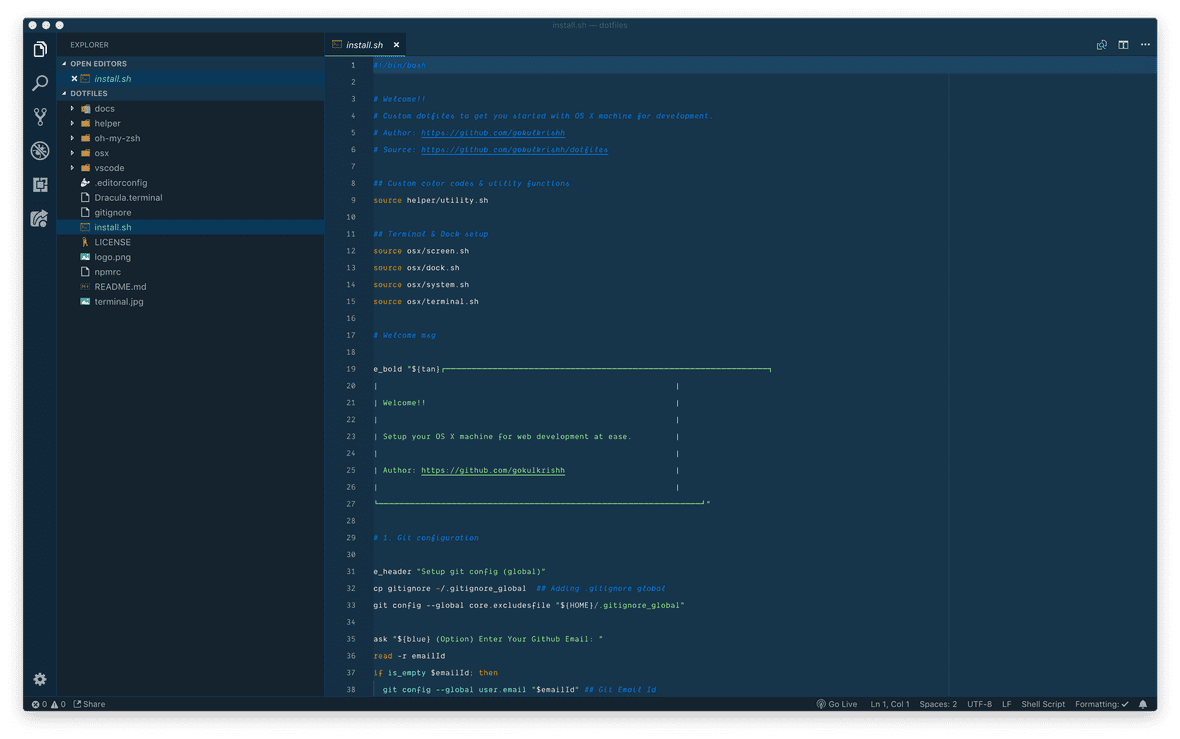 install.sh — dotfiles
EXPLORER
OPEN EDITORS
install.sh
DOTFILES
docs
helper
oh-my-zsh
osx
vscode
.editorconfig
Dracula.terminal
gitignore
install.sh
LICENSE
logo.png
npmrc
README.md
terminal.jpg
install.sh
1 #!/bin/bash
2
3 # Welcome!!
4 # Custom dotfiles to get you started with OS X machine for development.
5 # Author: https://github.com/gokulkrishh
6 # Source: https://github.com/gokulkrishh/dotfiles
7
8 ## Custom color codes & utility functions
9 source helper/utility.sh
10
11 ## Terminal & Dock setup
12 source osx/screen.sh
13 source osx/dock.sh
14 source osx/system.sh
15 source osx/terminal.sh
16
17 # Welcome msg
18
19 e_bold "${tan}┌──────────────────────────────────────────────────────────────┐
20 | |
21 | Welcome!! |
22 | |
23 | Setup your OS X machine for web development at ease. |
24 | |
25 | Author: https://github.com/gokulkrishh |
26 | |
27 └──────────────────────────────────────────────────────────────┘"
28
29 # 1. Git configuration
30
31 e_header "Setup git config (global)"
32 cp gitignore ~/.gitignore_global ## Adding .gitignore global
33 git config --global core.excludesfile "${HOME}/.gitignore_global"
34
35 ask "${blue} (Option) Enter Your Github Email: "
36 read -r emailId
37 if is_empty $emailId; then
38 git config --global user.email "$emailId" ## Git Email Id
0 0 Share
Go Live Ln 1, Col 1 Spaces: 2 UTF-8 LF Shell Script Formatting: ✓